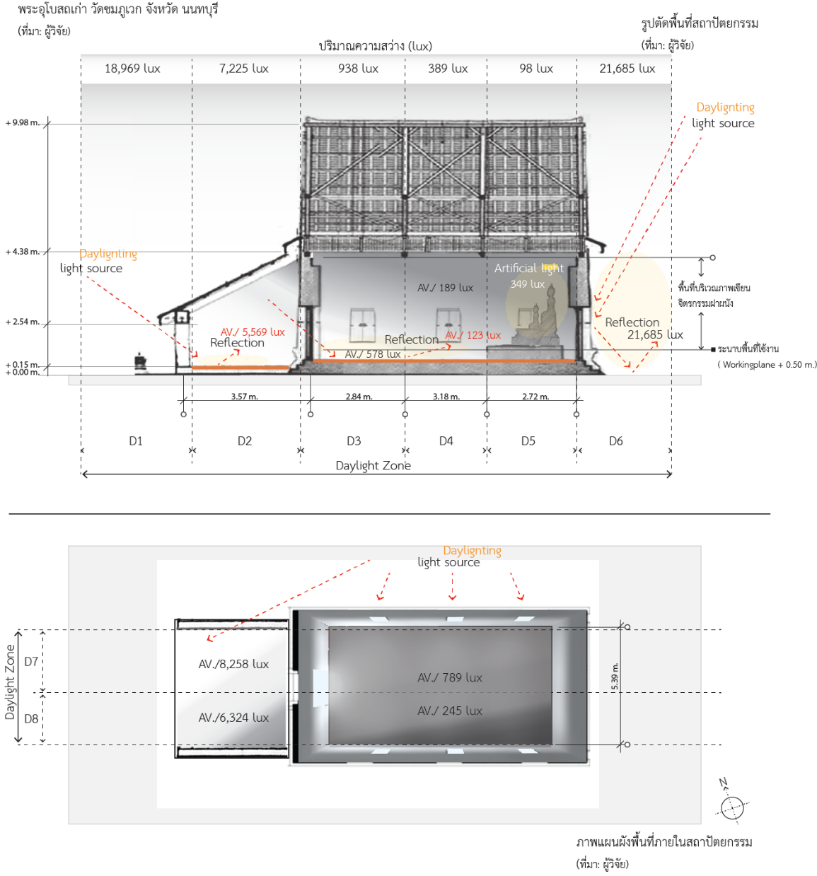 พระอุโบสถเก่า วัดชมภูเวก จังหวัด นนทบุรี
(ที่มา: ผู้วิจัย)
รูปตัดพื้นที่สถาปัตยกรรม
(ที่มา: ผู้วิจัย)
ปริมาณความสว่าง (lux)
18,969 lux 7,225 lux 938 lux 389 lux 98 lux 21,685 lux
Daylignting
light source
+9.98 m.
+4.38 m.
Daylignting
light source
Artificial light
349 lux
AV./ 189 lux
พื้นที่บริเวณภาพเขียน
จิตรกรรมฝาผนัง
+2.54 m.
AV./ 5,569 lux
Reflection
Reflection
AV./ 123 lux
AV./ 578 lux
Reflection
21,685 lux
ระนาบพื้นที่ใช้งาน
( Workingplane + 0.50 m.)
+0.15 m.
+0.00 m.
3.57 m. 2.84 m. 3.18 m. 2.72 m.
D1 D2 D3 D4 D5 D6
Daylight Zone
Daylignting
light source
Daylight Zone
D7
D8
AV./8,258 lux
AV./6,324 lux
AV./ 789 lux
AV./ 245 lux
5.39 m.
N
ภาพแผนผังพื้นที่ภายในสถาปัตยกรรม
(ที่มา: ผู้วิจัย)